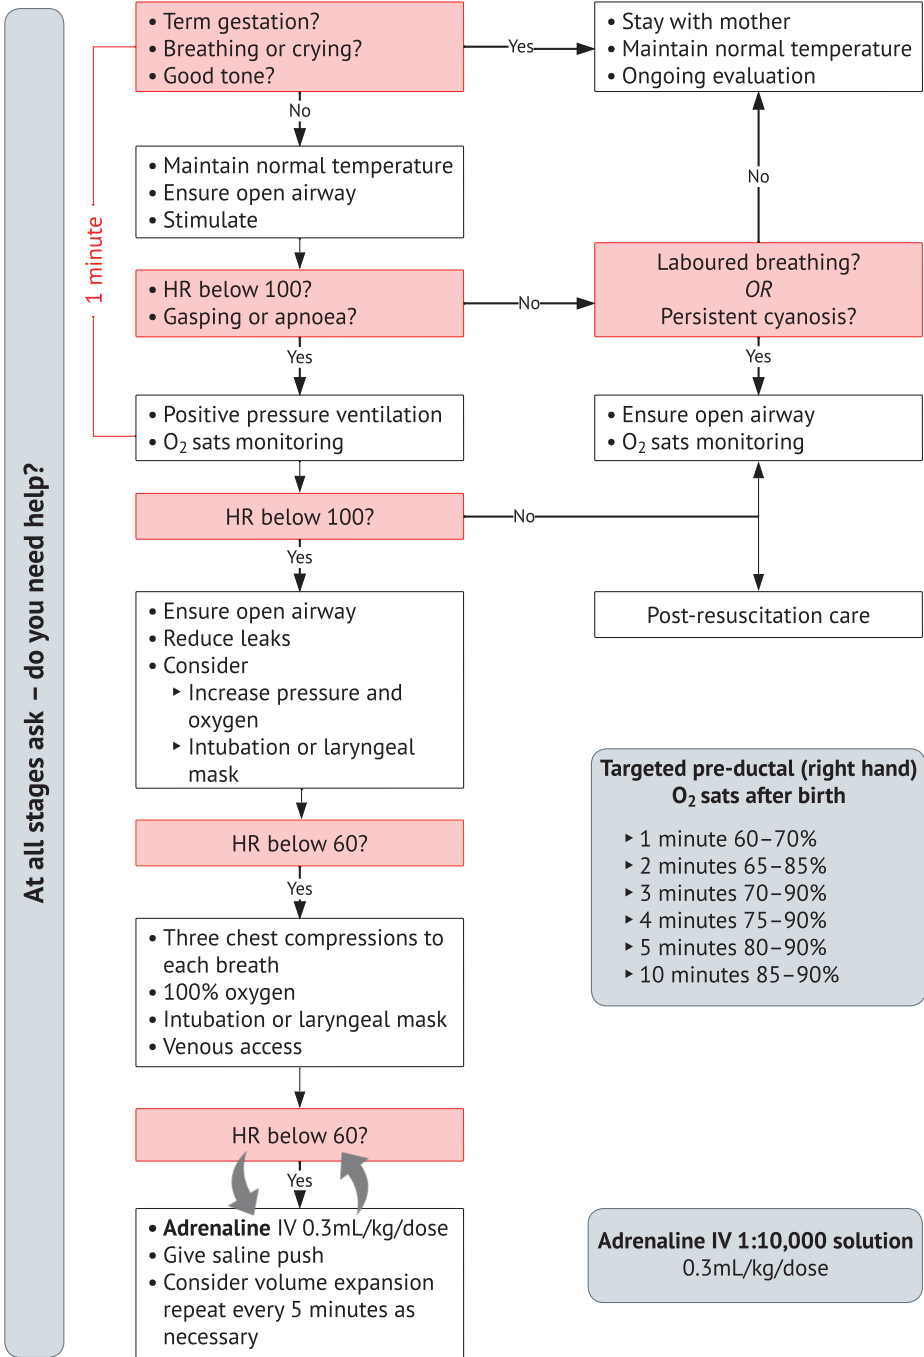 At all stages ask – do you need help?
1 minute
• Term gestation?
• Breathing or crying?
• Good tone?
Yes
• Stay with mother
• Maintain normal temperature
• Ongoing evaluation
No
• Maintain normal temperature
• Ensure open airway
• Stimulate
No
• HR below 100?
• Gasping or apnoea?
No
Laboured breathing?
OR
Persistent cyanosis?
Yes
Yes
• Positive pressure ventilation
• O₂ sats monitoring
• Ensure open airway
• O₂ sats monitoring
HR below 100?
No
Yes
• Ensure open airway
• Reduce leaks
• Consider
‣ Increase pressure and
oxygen
‣ Intubation or laryngeal
mask
Post-resuscitation care
HR below 60?
Yes
• Three chest compressions to
each breath
• 100% oxygen
• Intubation or laryngeal mask
• Venous access
Targeted pre-ductal (right hand)
O₂ sats after birth
‣ 1 minute 60–70%
‣ 2 minutes 65–85%
‣ 3 minutes 70–90%
‣ 4 minutes 75–90%
‣ 5 minutes 80–90%
‣ 10 minutes 85–90%
HR below 60?
Yes
• Adrenaline IV 0.3mL/kg/dose
• Give saline push
• Consider volume expansion
repeat every 5 minutes as
necessary
Adrenaline IV 1:10,000 solution
0.3mL/kg/dose